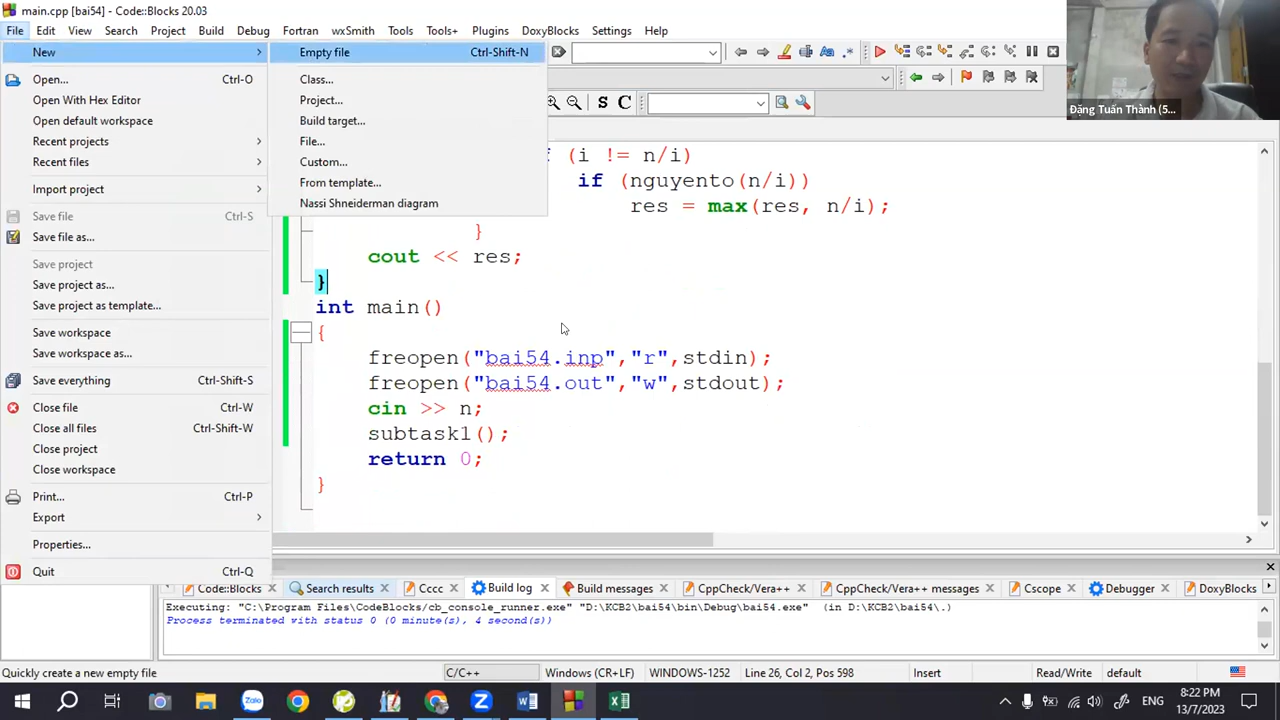 main.cpp [bai54] - Code::Blocks 20.03
File Edit View Search Project Build Debug Fortran wxSmith Tools Tools+ Plugins DoxyBlocks Settings Help
New
Open... Ctrl-O
Open With Hex Editor
Open default workspace
Recent projects
Recent files
Import project
Save file Ctrl-S
Save file as...
Save project
Save project as...
Save project as template...
Save workspace
Save workspace as...
Save everything Ctrl-Shift-S
Close file Ctrl-W
Close all files Ctrl-Shift-W
Close project
Close workspace
Print... Ctrl-P
Export
Properties...
Quit Ctrl-Q
Empty file Ctrl-Shift-N
Class...
Project...
Build target...
File...
Custom...
From template...
Nassi Shneiderman diagram
S C
Đặng Tuấn Thành (5...
(i != n/i)
if (nguyento(n/i))
res = max(res, n/i);
}
cout << res;
}
int main()
{
freopen("bai54.inp","r",stdin);
freopen("bai54.out","w",stdout);
cin >> n;
subtask1();
return 0;
}
Code::Blocks Search results Cccc Build log Build messages CppCheck/Vera++ CppCheck/Vera++ messages Cscope Debugger DoxyBlocks
Executing: "C:\Program Files\CodeBlocks/cb_console_runner.exe" "D:\KCB2\bai54\bin\Debug\bai54.exe" (in D:\KCB2\bai54\.)
Process terminated with status 0 (0 minute(s), 4 second(s))
Quickly create a new empty file C/C++ Windows (CR+LF) WINDOWS-1252 Line 26, Col 2, Pos 598 Insert Read/Write default
Zalo
ENG
8:22 PM
13/7/2023